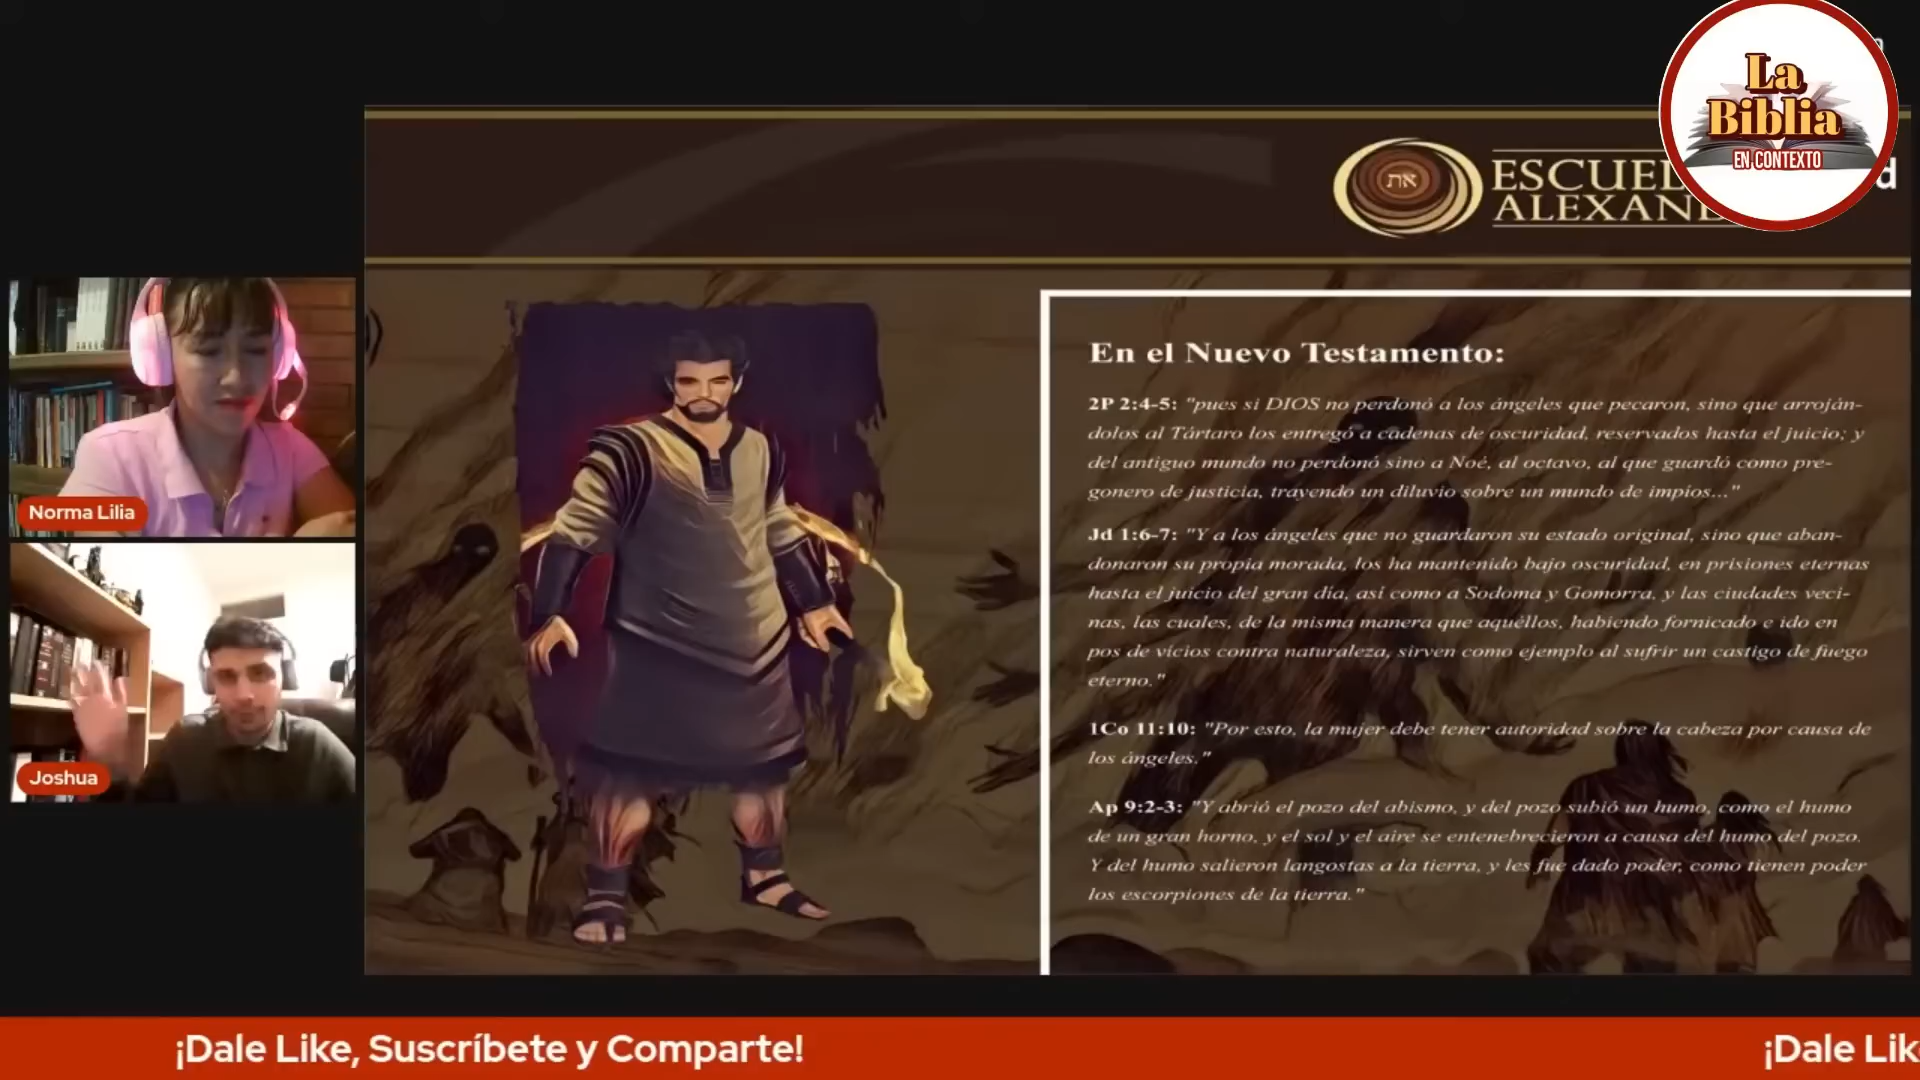 La
Biblia
EN CONTEXTO
את
ESCUEL
ALEXAN
d
Norma Lilia
Joshua
En el Nuevo Testamento:
2P 2:4-5: "pues si DIOS no perdonó a los ángeles que pecaron, sino que arroján-
dolos al Tártaro los entregó a cadenas de oscuridad, reservados hasta el juicio; y
del antiguo mundo no perdonó sino a Noé, al octavo, al que guardó como pre-
gonero de justicia, trayendo un diluvio sobre un mundo de impíos..."
Jd 1:6-7: "Y a los ángeles que no guardaron su estado original, sino que aban-
donaron su propia morada, los ha mantenido bajo oscuridad, en prisiones eternas
hasta el juicio del gran día, así como a Sodoma y Gomorra, y las ciudades veci-
nas, las cuales, de la misma manera que aquéllos, habiendo fornicado e ido en
pos de vicios contra naturaleza, sirven como ejemplo al sufrir un castigo de fuego
eterno."
1Co 11:10: "Por esto, la mujer debe tener autoridad sobre la cabeza por causa de
los ángeles."
Ap 9:2-3: "Y abrió el pozo del abismo, y del pozo subió un humo, como el humo
de un gran horno, y el sol y el aire se entenebrecieron a causa del humo del pozo.
Y del humo salieron langostas a la tierra, y les fue dado poder, como tienen poder
los escorpiones de la tierra."
¡Dale Like, Suscríbete y Comparte!
¡Dale Lik